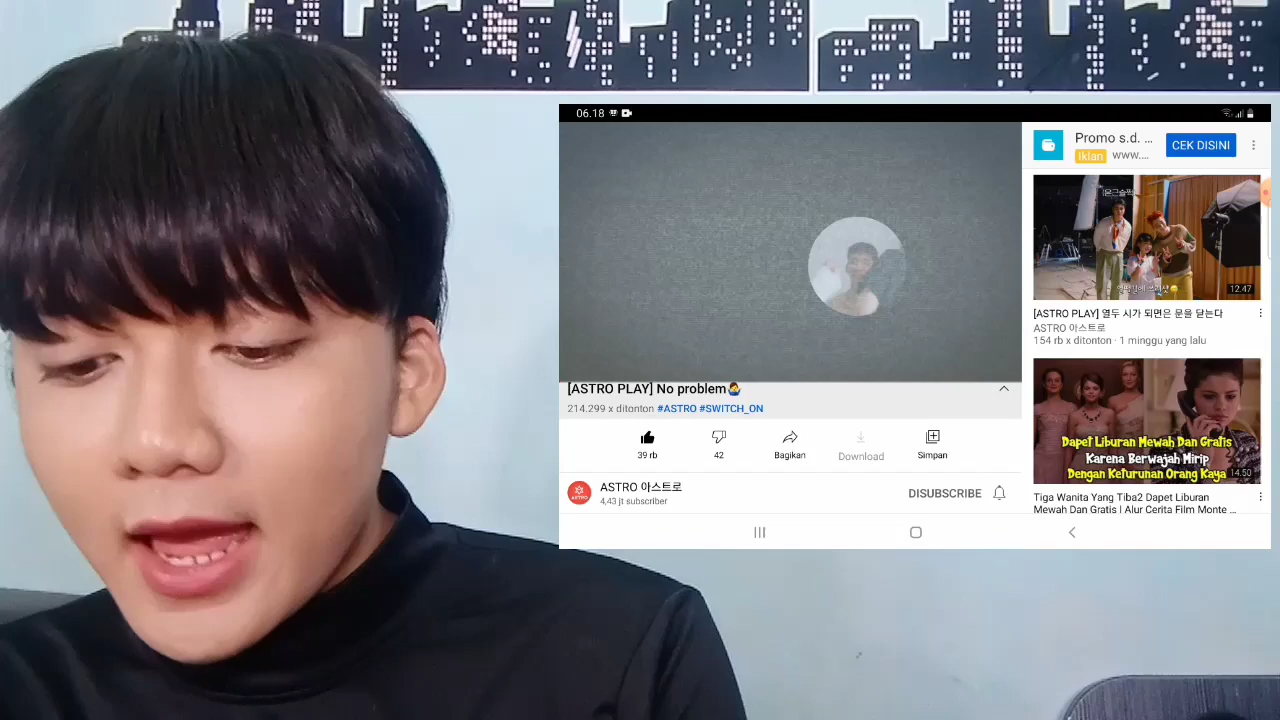 06.18
Promo s.d. ...
Iklan www....
CEK DISINI
12.47
[ASTRO PLAY] 열두 시가 되면은 문을 닫는다
ASTRO 아스트로
154 rb x ditonton · 1 minggu yang lalu
Dapet Liburan Mewah Dan Gratis
Karena Berwajah Mirip
Dengan Keturunan Orang Kaya
14.50
Tiga Wanita Yang Tiba2 Dapet Liburan
Mewah Dan Gratis | Alur Cerita Film Monte ...
[ASTRO PLAY] No problem🙅‍♂️
214.299 x ditonton #ASTRO #SWITCH_ON
39 rb
42
Bagikan
Download
Simpan
ASTRO
ASTRO 아스트로
4,43 jt subscriber
DISUBSCRIBE